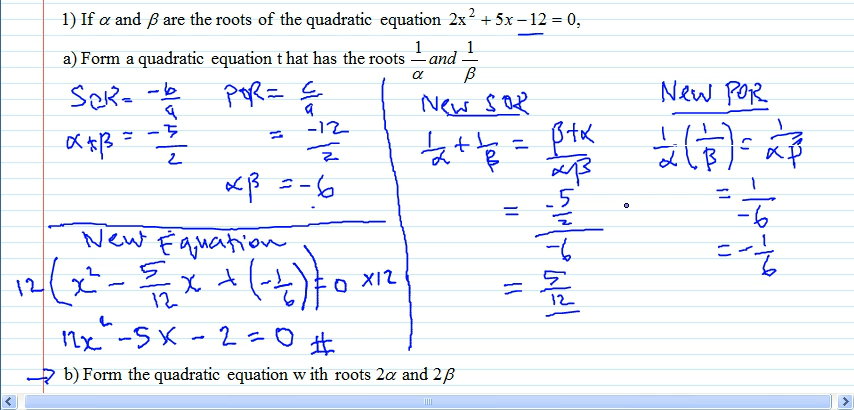 1) If α and β are the roots of the quadratic equation 2x² + 5x – 12 = 0,
a) Form a quadratic equation t hat has the roots 1/α and 1/β
SOR = -b/a
α+β = -5/2
POR = c/a
= -12/2
αβ = -6
New Equation
12(x² - 5/12 x + (-1/6)) = 0 ×12
12x² - 5x - 2 = 0 #
New SOR
1/α + 1/β = β+α/αβ
= -5/2/-6
= 5/12
New POR
1/α (1/β) = 1/αβ
= 1/-6
= -1/6
→ b) Form the quadratic equation w ith roots 2α and 2β